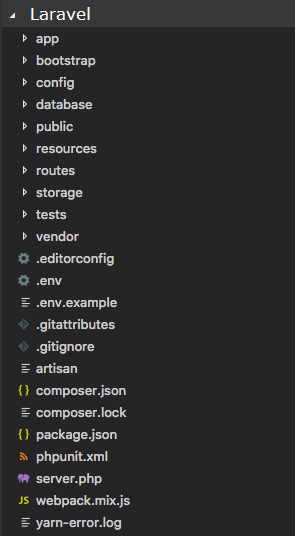 Laravel
app
bootstrap
config
database
public
resources
routes
storage
tests
vendor
.editorconfig
.env
.env.example
.gitattributes
.gitignore
artisan
{ } composer.json
composer.lock
{ } package.json
phpunit.xml
server.php
JS webpack.mix.js
yarn-error.log